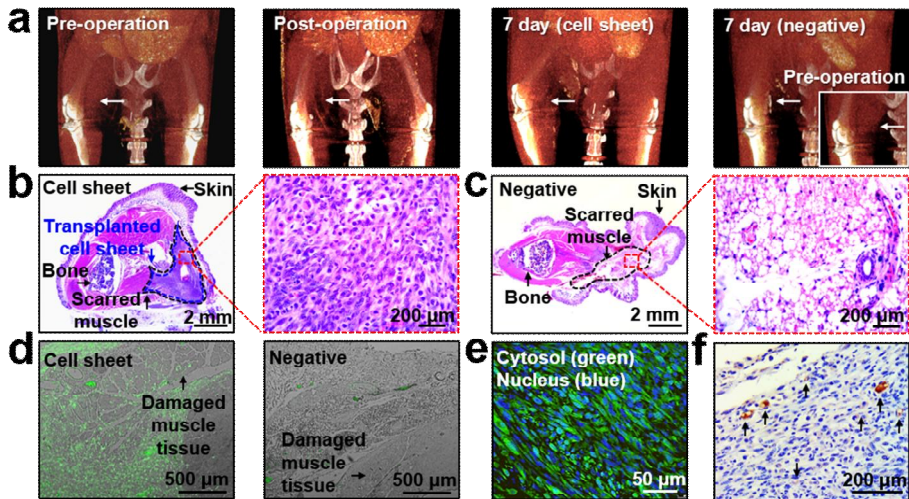 a
Pre-operation
Post-operation
7 day (cell sheet)
7 day (negative)
Pre-operation
b
Cell sheet
Skin
Transplanted
cell sheet
Bone
Scarred
muscle
2 mm
200 µm
c
Negative
Skin
Scarred
muscle
Bone
2 mm
200 µm
d
Cell sheet
Damaged
muscle
tissue
500 µm
Negative
Damaged
muscle
tissue
500 µm
e
Cytosol (green)
Nucleus (blue)
50 µm
f
200 µm